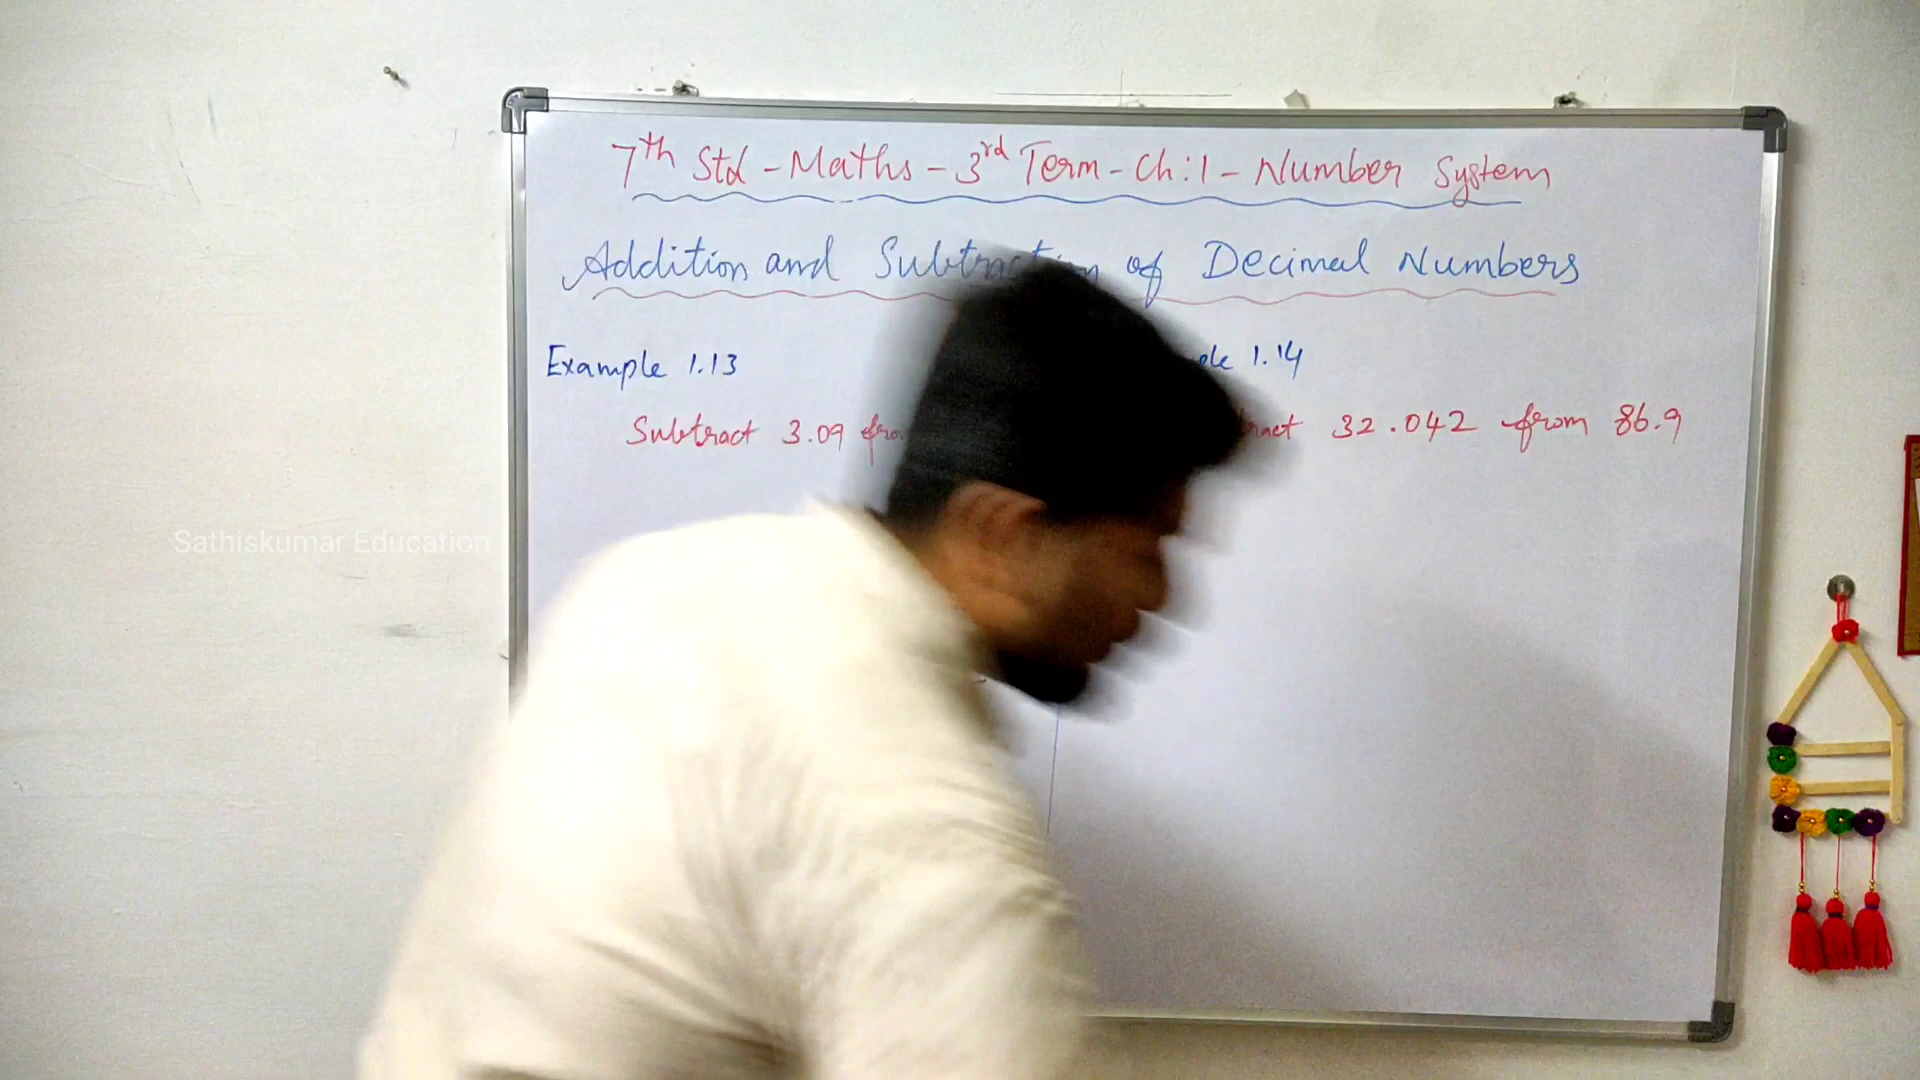 7th Std - Maths - 3rd Term - Ch:1 - Number System
Addition and of Decimal Numbers
Example 1.13
Subtract 3.09
1.14
32.042 from 86.9
Sathiskumar Education